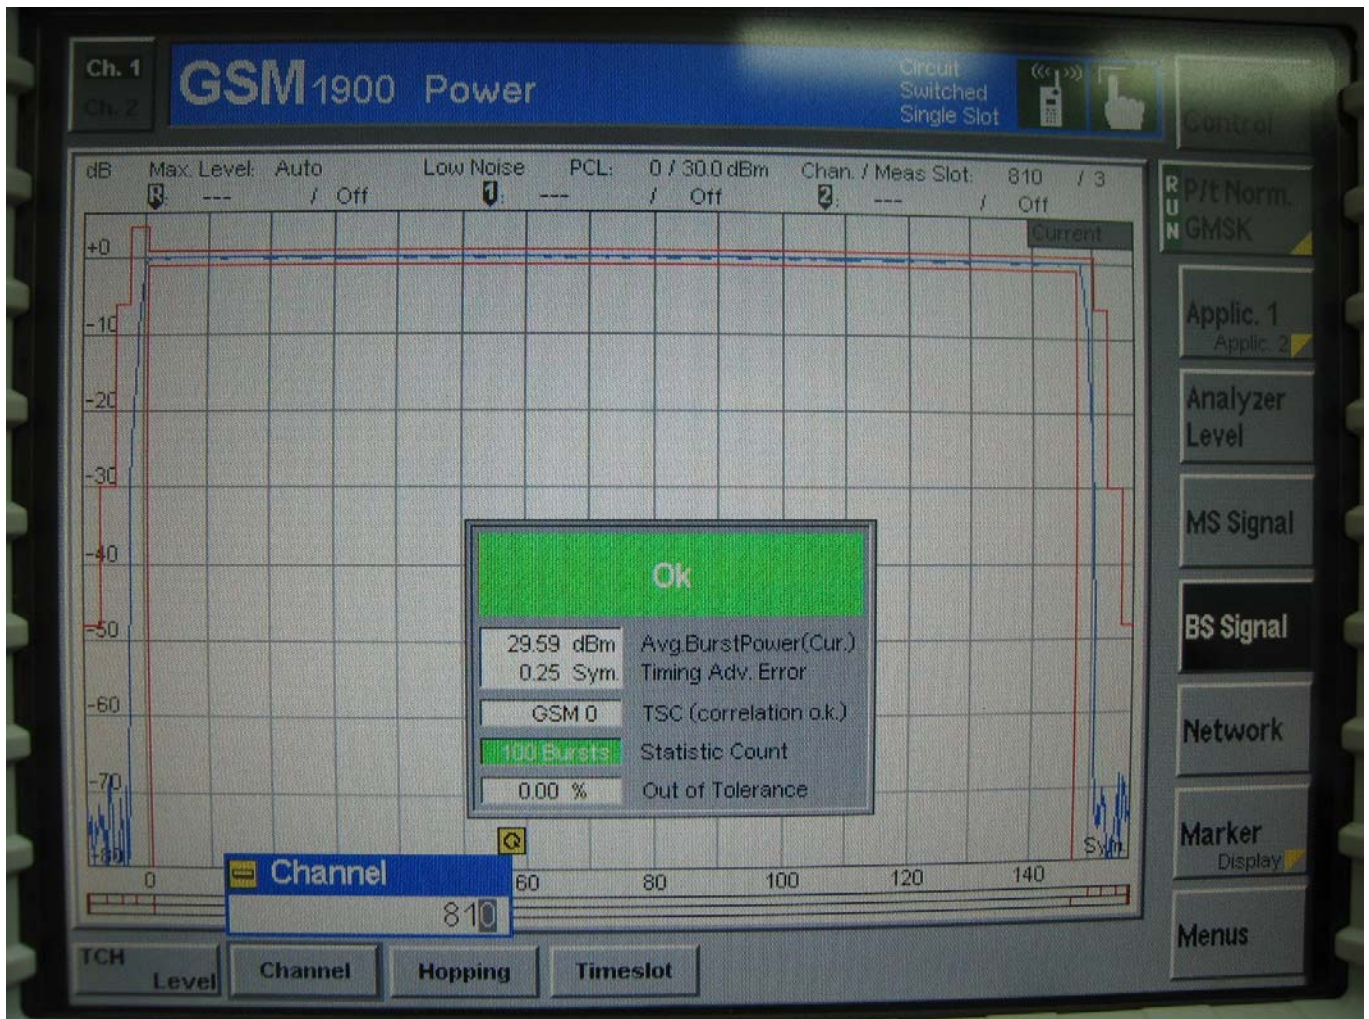 Ch. 1
Ch. 2
GSM 1900 Power
Circuit
Switched
Single Slot
Control
dB Max. Level: Auto Low Noise PCL: 0 / 30.0 dBm Chan. / Meas Slot: 810 / 3
R: --- / Off 1: --- / Off 2: --- / Off
Current
RUN
P/t Norm.
GMSK
+0
-10
-20
-30
-40
-50
-60
-70
-80
Applic. 1
Applic. 2
Analyzer
Level
MS Signal
BS Signal
Network
Marker
Display
Menus
Ok
29.59 dBm Avg.BurstPower(Cur.)
0.25 Sym. Timing Adv. Error
GSM 0 TSC (correlation o.k.)
100 Bursts Statistic Count
0.00 % Out of Tolerance
Sym.
0 60 80 100 120 140
Channel
810
TCH
Level
Channel
Hopping
Timeslot